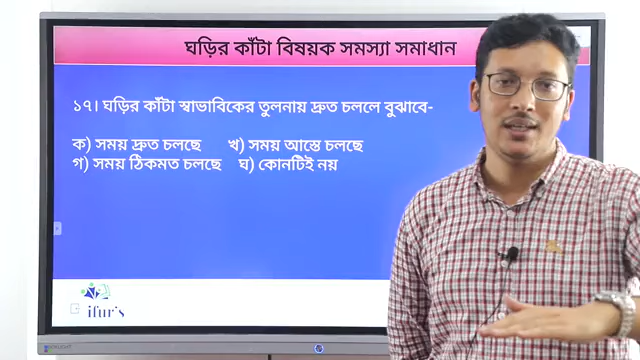 ঘড়ির কাঁটা বিষয়ক সমস্যা সমাধান
১৭। ঘড়ির কাঁটা স্বাভাবিকের তুলনায় দ্রুত চললে বুঝাবে-
ক) সময় দ্রুত চলছে খ) সময় আস্তে চলছে
গ) সময় ঠিকমত চলছে ঘ) কোনটিই নয়
ifur's